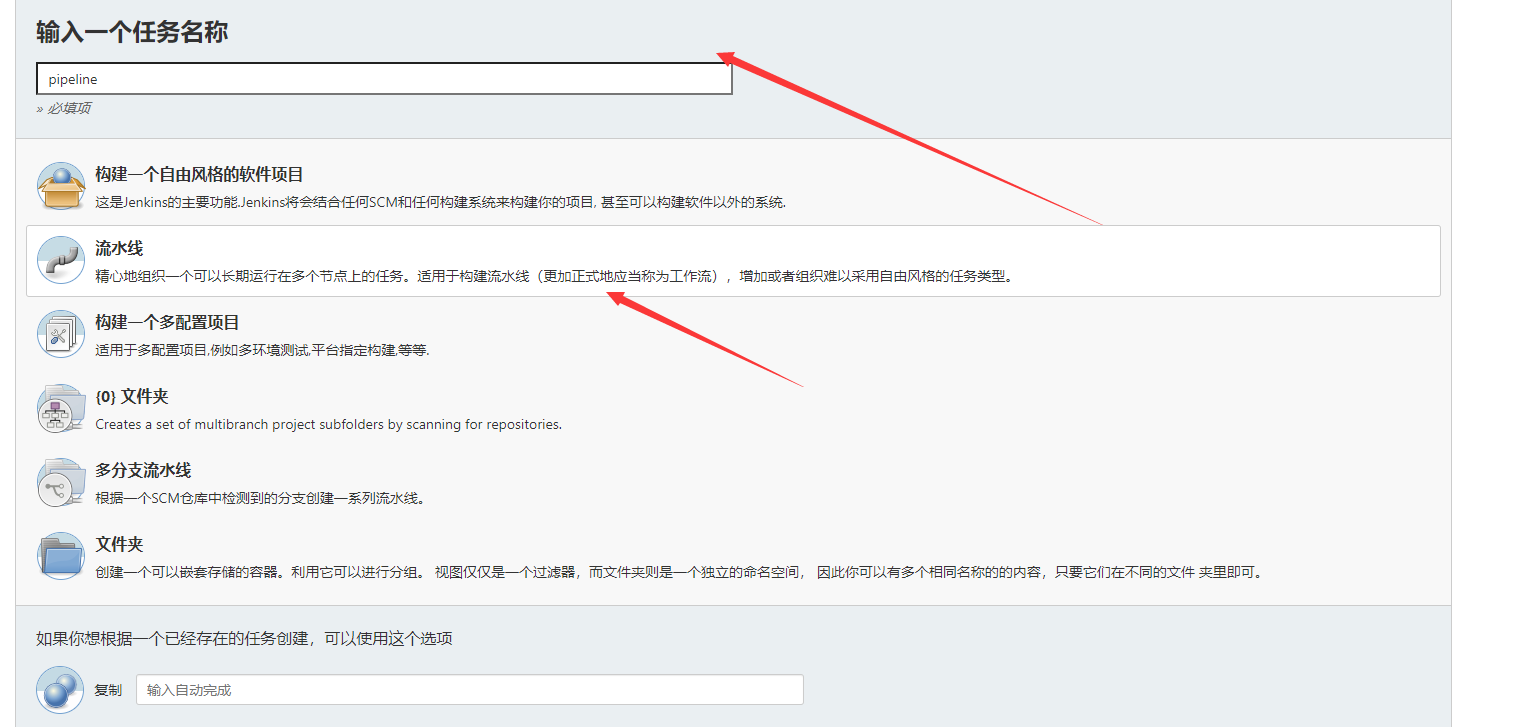 输入一个任务名称
pipeline
» 必填项
构建一个自由风格的软件项目
这是Jenkins的主要功能.Jenkins将会结合任何SCM和任何构建系统来构建你的项目, 甚至可以构建软件以外的系统.
流水线
精心地组织一个可以长期运行在多个节点上的任务。适用于构建流水线（更加正式地应当称为工作流），增加或者组织难以采用自由风格的任务类型。
构建一个多配置项目
适用于多配置项目,例如多环境测试,平台指定构建,等等.
{0} 文件夹
Creates a set of multibranch project subfolders by scanning for repositories.
多分支流水线
根据一个SCM仓库中检测到的分支创建一系列流水线。
文件夹
创建一个可以嵌套存储的容器。利用它可以进行分组。 视图仅仅是一个过滤器，而文件夹则是一个独立的命名空间， 因此你可以有多个相同名称的的内容，只要它们在不同的文件 夹里即可。
如果你想根据一个已经存在的任务创建，可以使用这个选项
复制 输入自动完成